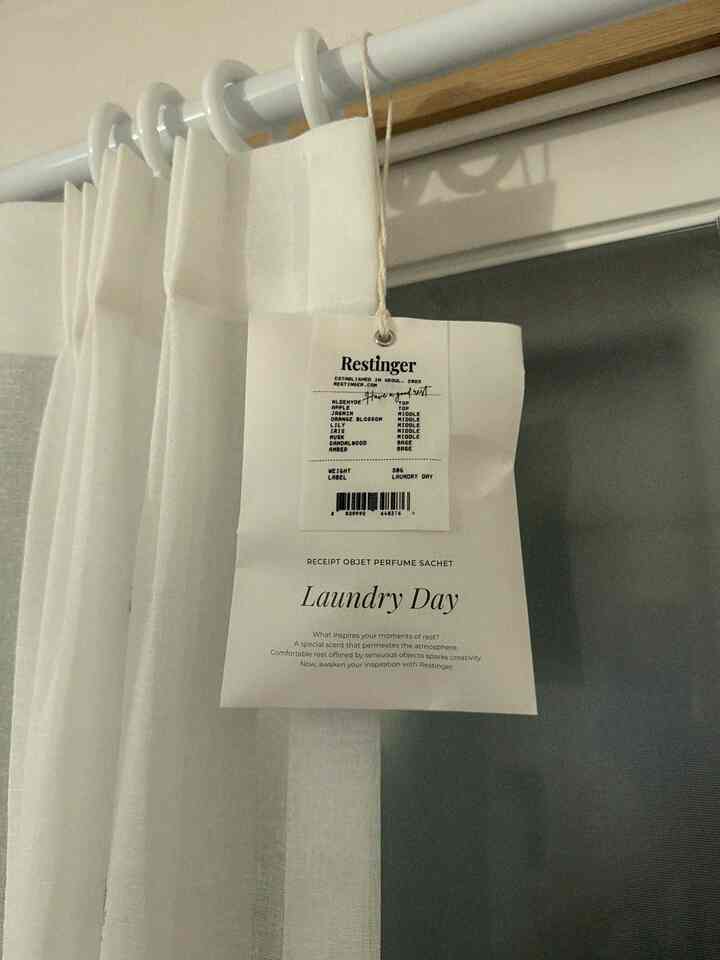 Restinger
ESTABLISHED IN SEOUL,
RESTINGER.COM
Have a good rest
ALDEHYDE TOP
APPLE TOP
JASMIN MIDDLE
ORANGE BLOSSOM MIDDLE
LILY MIDDLE
IRIS MIDDLE
MUSK MIDDLE
SANDALWOOD BASE
AMBER BASE
WEIGHT 50G
LABEL LAUNDRY DAY
RECEIPT OBJET PERFUME SACHET
Laundry Day
What inspires your moments of rest?
A special scent that permeates the atmosphere.
Comfortable rest offered by sensuous objects sparks creativity.
Now, awaken your inspiration with Restinger.